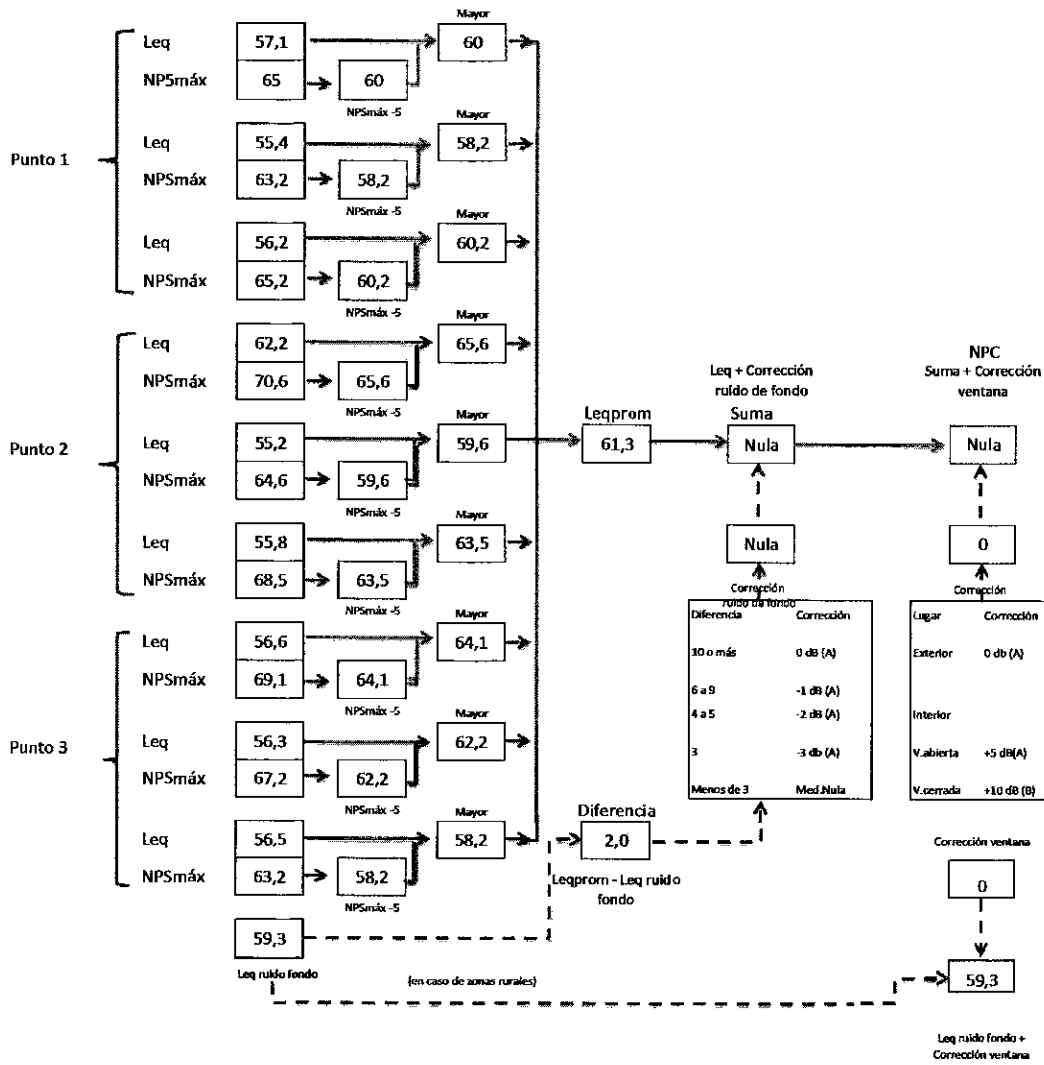 Mayor
Leq 57,1 60
NPSmáx 65 60
NPSmáx -5
Mayor
Leq 55,4 58,2
Punto 1
NPSmáx 63,2 58,2
NPSmáx -5
Mayor
Leq 56,2 60,2
NPSmáx 65,2 60,2
NPSmáx -5
Mayor
Leq 62,2 65,6
NPSmáx 70,6 65,6
NPSmáx -5
Mayor
Leq 55,2 59,6
Punto 2
NPSmáx 64,6 59,6
NPSmáx -5
Mayor
Leq 55,8 63,5
NPSmáx 68,5 63,5
NPSmáx -5
Mayor
Leq 56,6 64,1
NPSmáx 69,1 64,1
NPSmáx -5
Mayor
Leq 56,3 62,2
Punto 3
NPSmáx 67,2 62,2
NPSmáx -5
Mayor
Leq 56,5 58,2
NPSmáx 63,2 58,2
NPSmáx -5
59,3
Leq ruido fondo
(en caso de zonas rurales)
Leqprom
61,3
Leq + Corrección
ruido de fondo
Suma
Nula
Nula
Corrección
ruido de fondo
Diferencia Corrección
10 o más 0 dB (A)
6 a 9 -1 dB (A)
4 a 5 -2 dB (A)
3 -3 db (A)
Menos de 3 Med.Nula
Diferencia
2,0
Leqprom - Leq ruido
fondo
NPC
Suma + Corrección
ventana
Nula
0
Corrección
Lugar Corrección
Exterior 0 db (A)
Interior
V.abierta +5 dB(A)
V.cerrada +10 dB (B)
Corrección ventana
0
59,3
Leq ruido fondo +
Corrección ventana